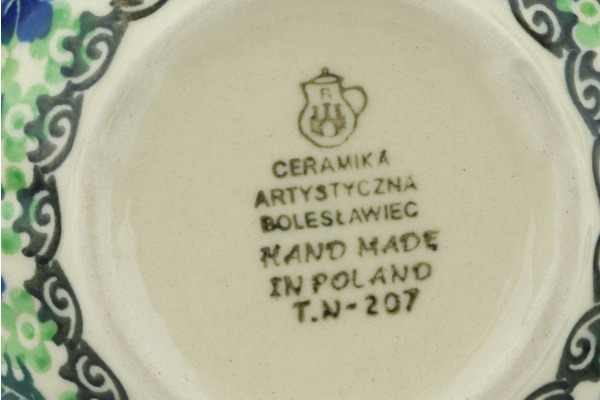 B
CERAMIKA
ARTYSTYCZNA
BOLESŁAWIEC
HAND MADE
IN POLAND
T.N-207